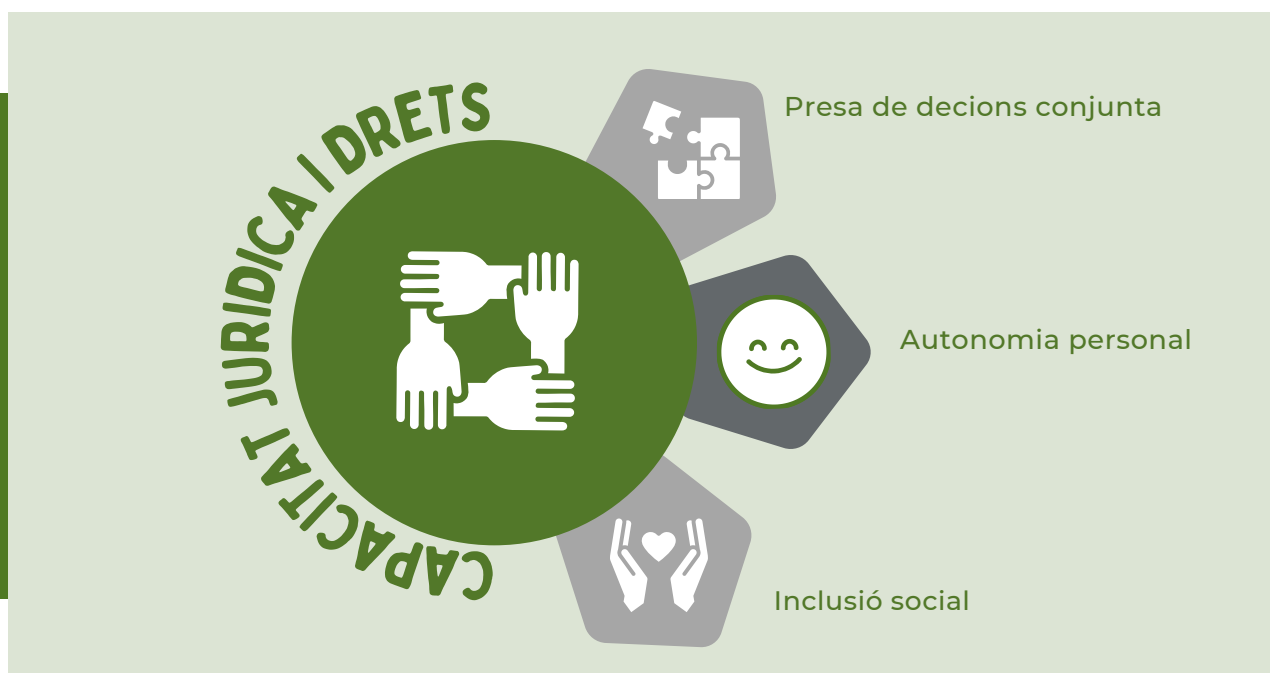 CAPACITAT JURIDICA I DRETS
Presa de decions conjunta
Autonomia personal
Inclusió social